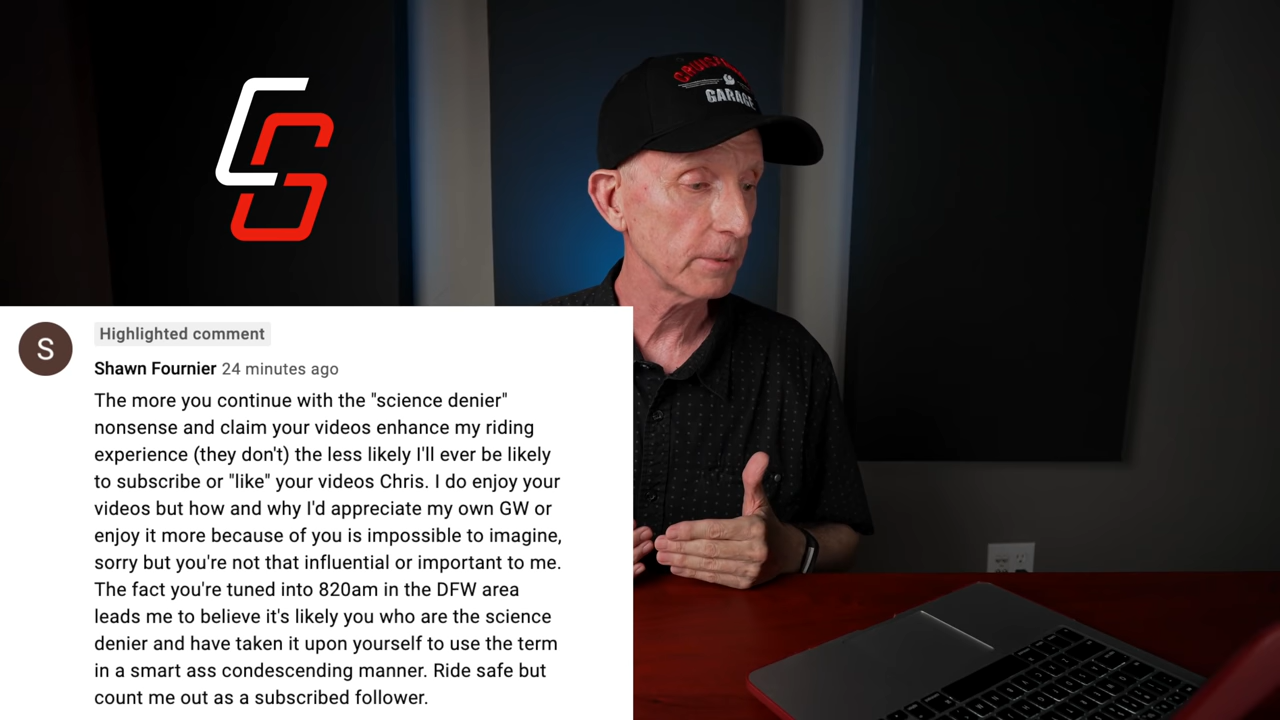 GARAGE
Highlighted comment
S
Shawn Fournier 24 minutes ago
The more you continue with the "science denier"
nonsense and claim your videos enhance my riding
experience (they don't) the less likely I'll ever be likely
to subscribe or "like" your videos Chris. I do enjoy your
videos but how and why I'd appreciate my own GW or
enjoy it more because of you is impossible to imagine,
sorry but you're not that influential or important to me.
The fact you're tuned into 820am in the DFW area
leads me to believe it's likely you who are the science
denier and have taken it upon yourself to use the term
in a smart ass condescending manner. Ride safe but
count me out as a subscribed follower.